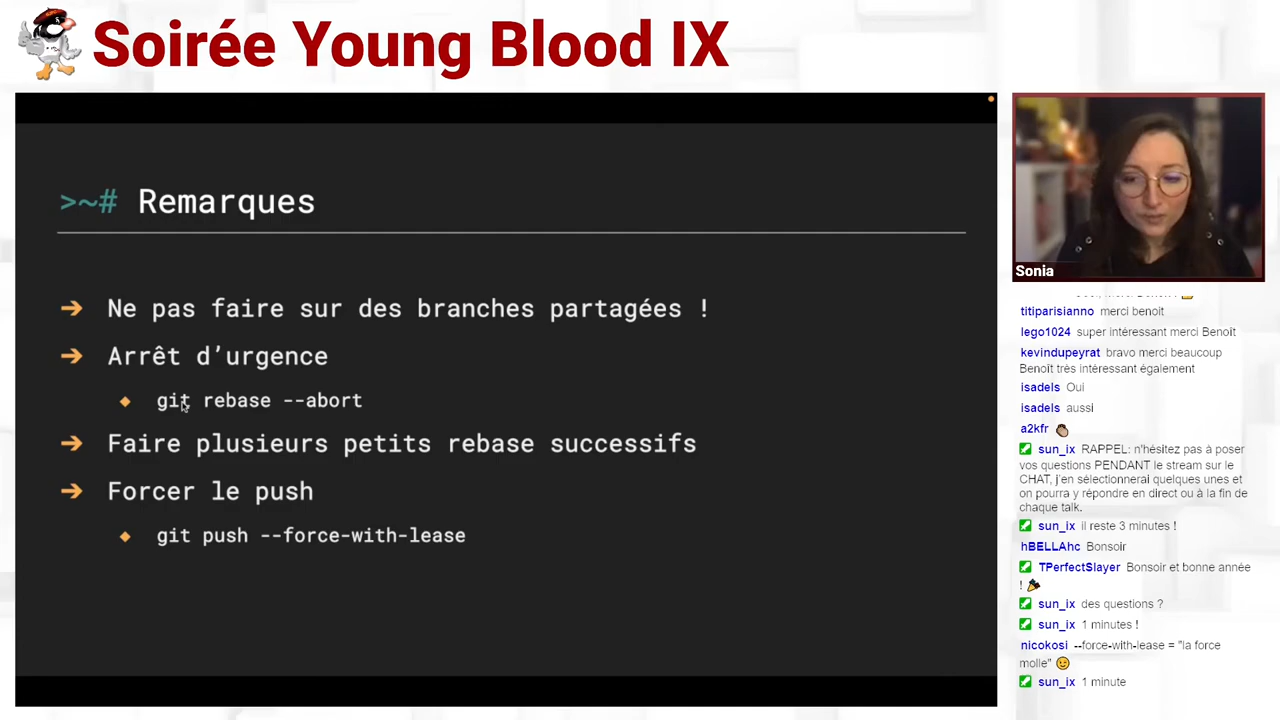 Soirée Young Blood IX
>~# Remarques
➔ Ne pas faire sur des branches partagées !
➔ Arrêt d’urgence
◆ git rebase --abort
➔ Faire plusieurs petits rebase successifs
➔ Forcer le push
◆ git push --force-with-lease
Sonia
titiparisianno merci benoit
lego1024 super intéressant merci Benoît
kevindupeyrat bravo merci beaucoup
Benoît très intéressant également
isadels Oui
isadels aussi
a2kfr 👏
sun_ix RAPPEL: n'hésitez pas à poser
vos questions PENDANT le stream sur le
CHAT, j'en sélectionnerai quelques unes et
on pourra y répondre en direct ou à la fin de
chaque talk.
sun_ix il reste 3 minutes !
hBELLAhc Bonsoir
TPerfectSlayer Bonsoir et bonne année
! 🎉
sun_ix des questions ?
sun_ix 1 minutes !
nicokosi --force-with-lease = "la force
molle" 😉
sun_ix 1 minute